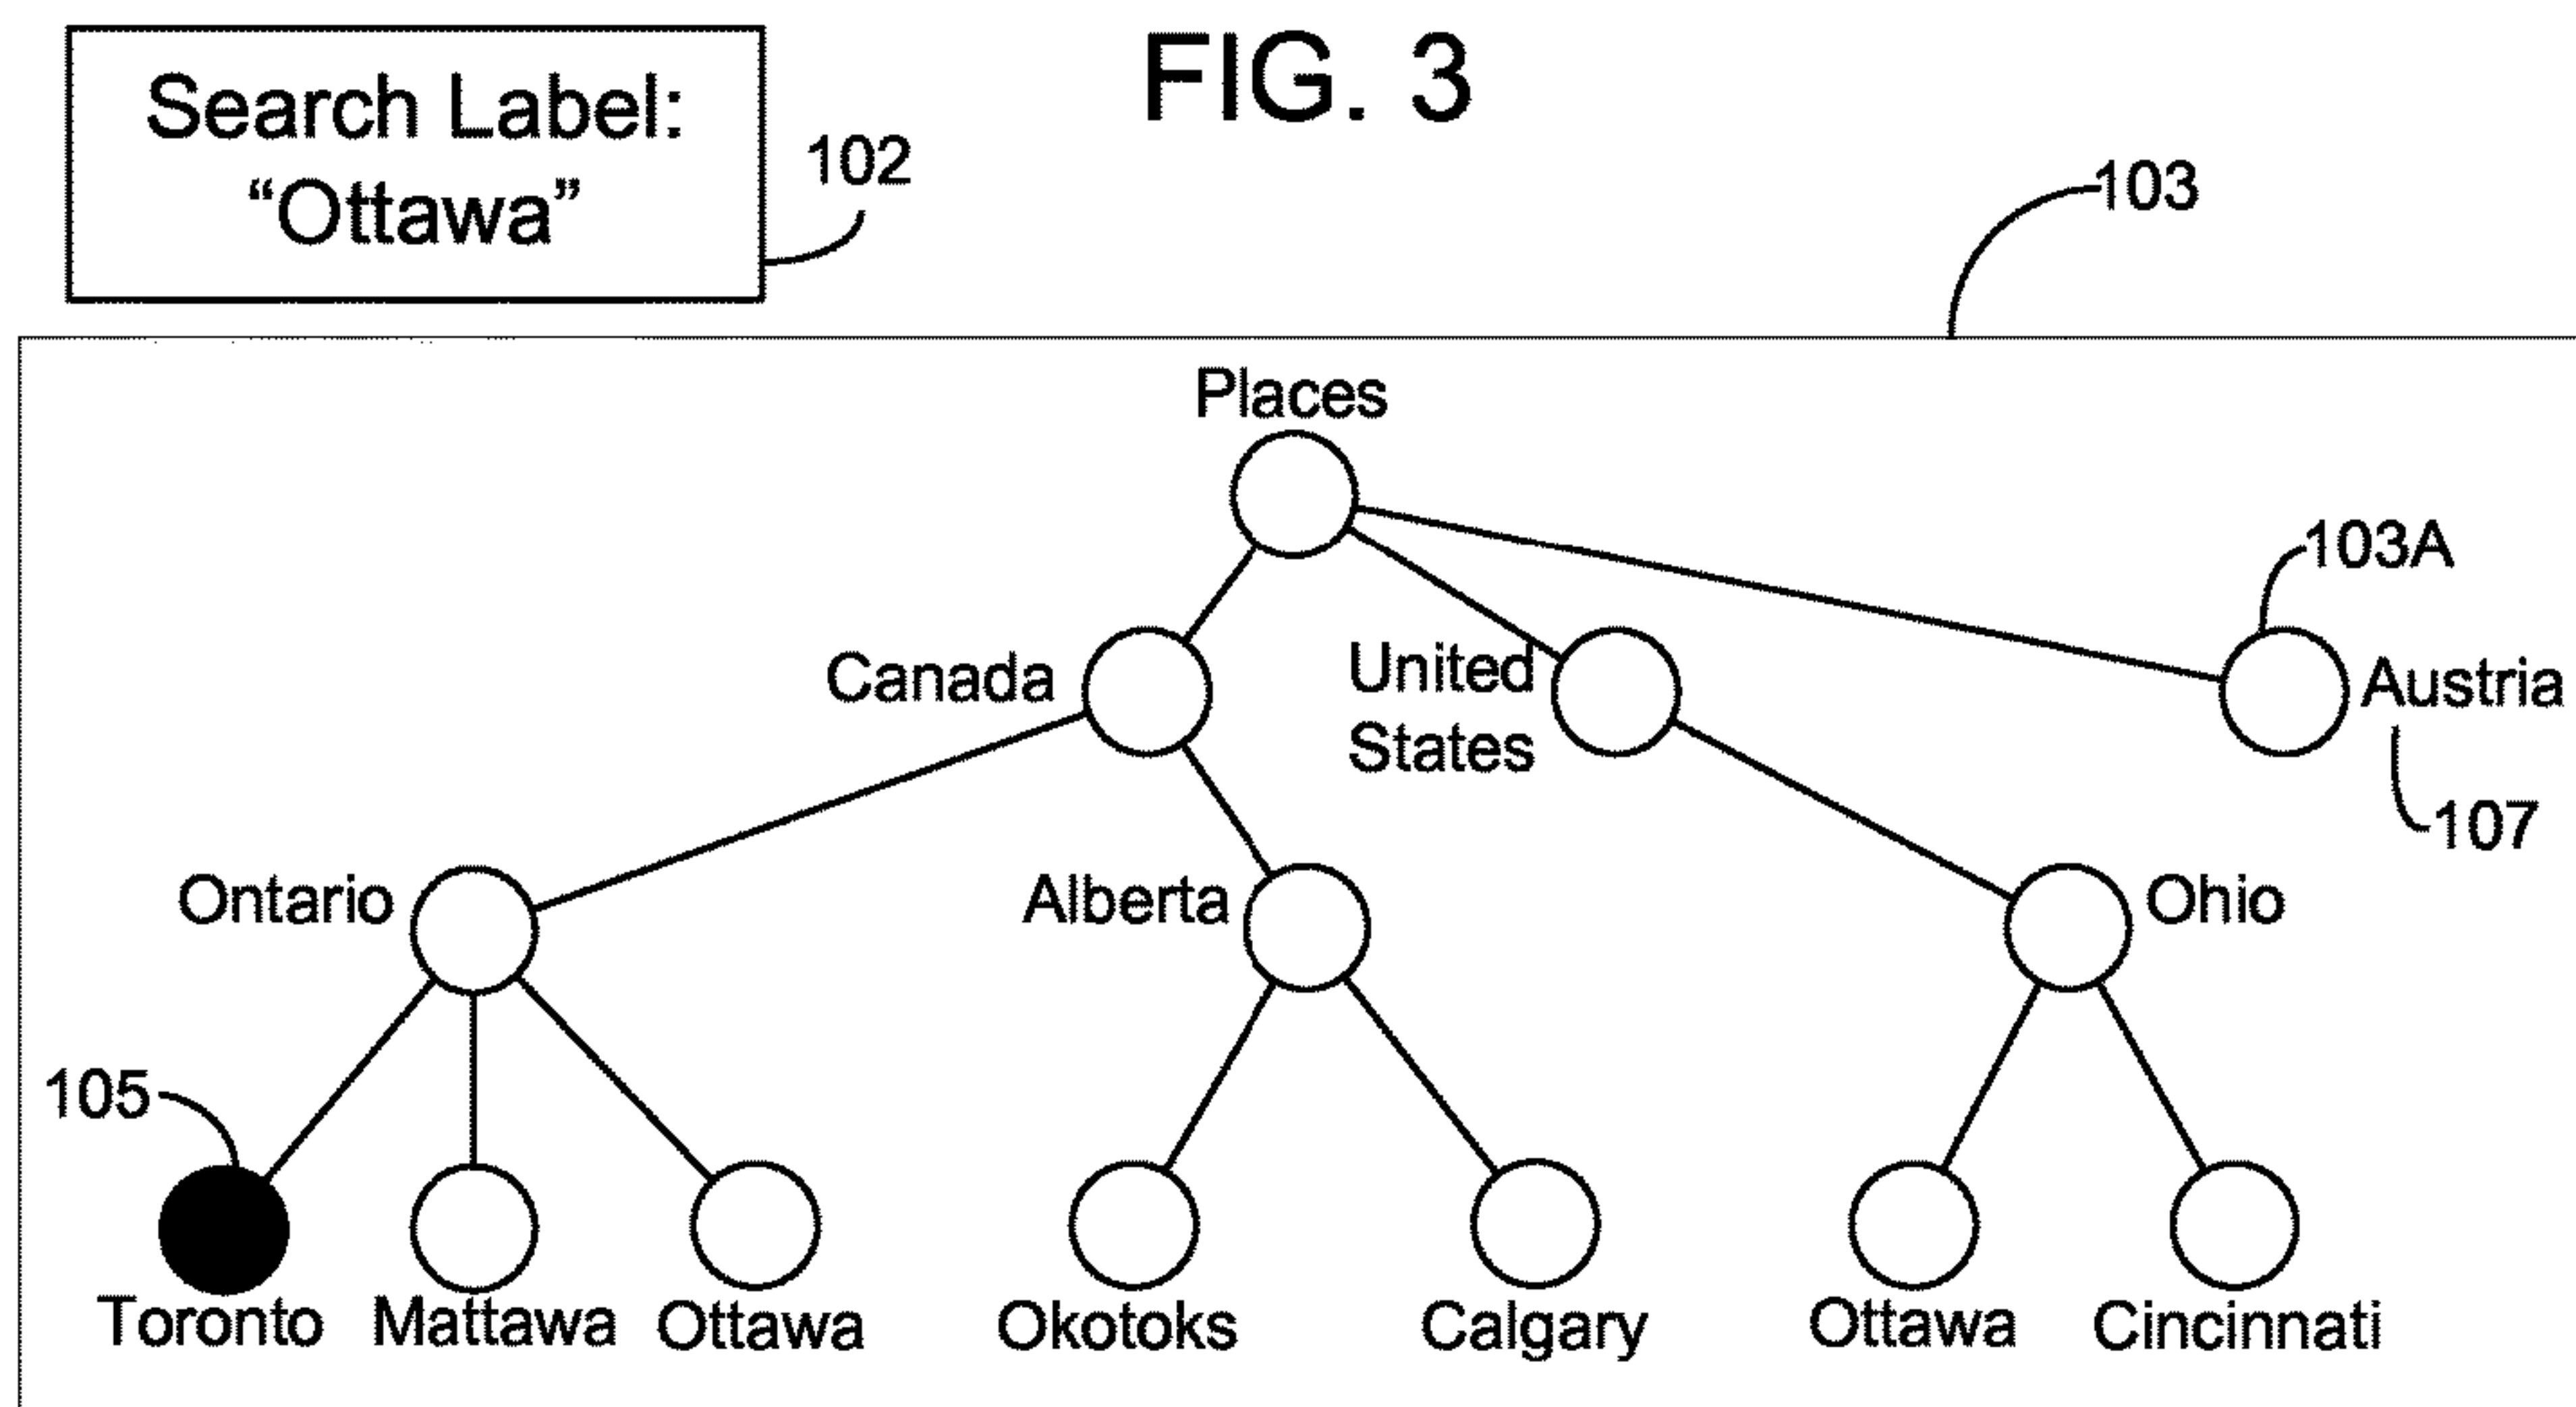 FIG. 3
Search Label:
“Ottawa”
102
103
Places
103A
Canada
United
States
Austria
107
Ontario
Alberta
Ohio
105
Toronto
Mattawa
Ottawa
Okotoks
Calgary
Ottawa
Cincinnati